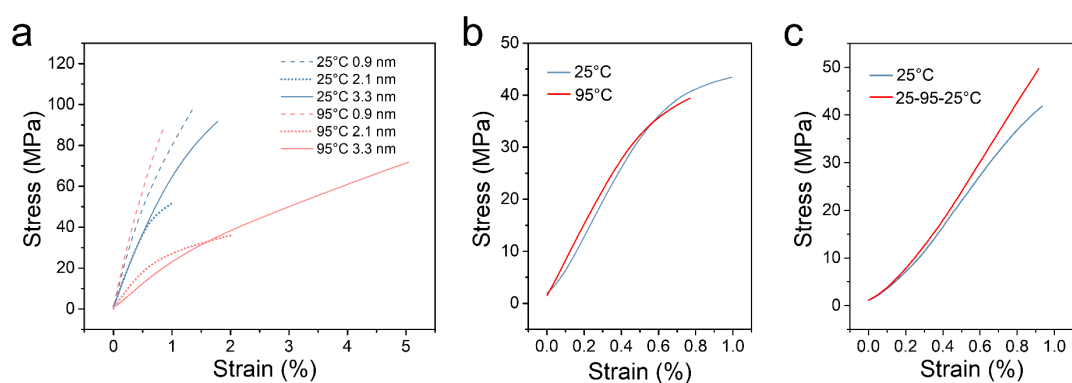 a
Stress (MPa)
120
100
80
60
40
20
0
0 1 2 3 4 5
Strain (%)
25°C 0.9 nm
25°C 2.1 nm
25°C 3.3 nm
95°C 0.9 nm
95°C 2.1 nm
95°C 3.3 nm
b
Stress (MPa)
50
40
30
20
10
0
0.0 0.2 0.4 0.6 0.8 1.0
Strain (%)
25°C
95°C
c
Stress (MPa)
50
40
30
20
10
0
0.0 0.2 0.4 0.6 0.8 1.0
Strain (%)
25°C
25-95-25°C